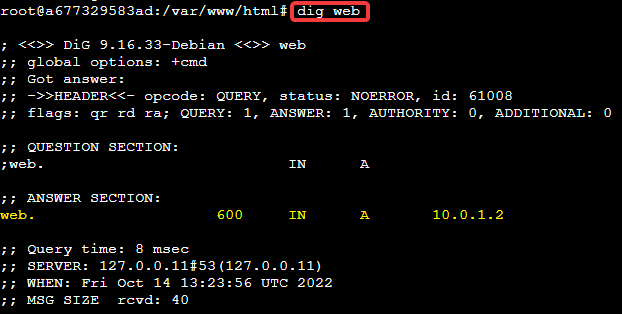 root@a677329583ad:/var/www/html# dig web
; <<>> DiG 9.16.33-Debian <<>> web
;; global options: +cmd
;; Got answer:
;; ->>HEADER<<- opcode: QUERY, status: NOERROR, id: 61008
;; flags: qr rd ra; QUERY: 1, ANSWER: 1, AUTHORITY: 0, ADDITIONAL: 0
;; QUESTION SECTION:
;web. IN A
;; ANSWER SECTION:
web. 600 IN A 10.0.1.2
;; Query time: 8 msec
;; SERVER: 127.0.0.11#53(127.0.0.11)
;; WHEN: Fri Oct 14 13:23:56 UTC 2022
;; MSG SIZE rcvd: 40